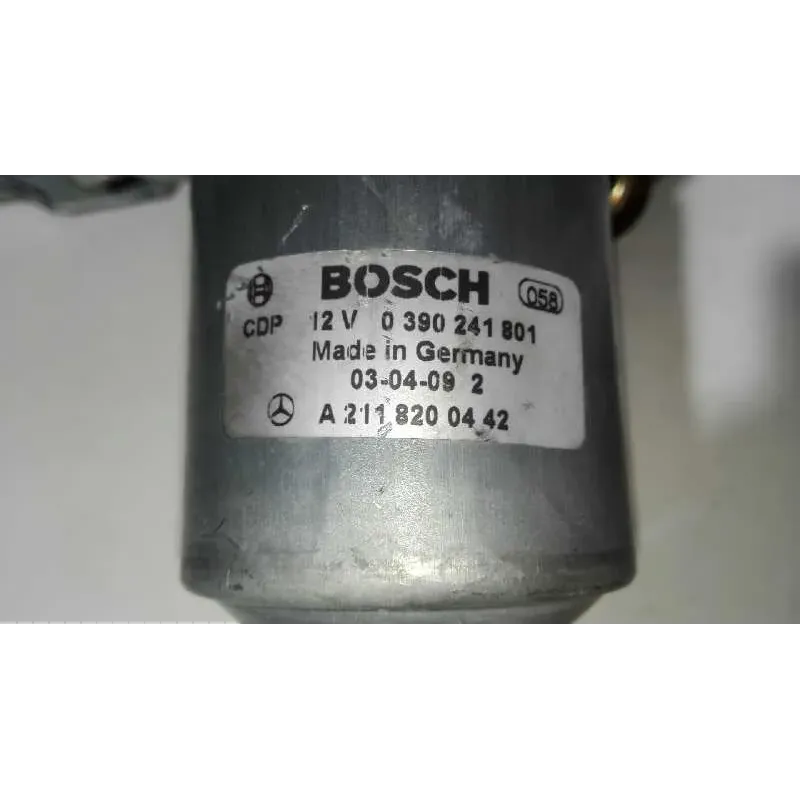 BOSCH 058
CDP 12 V 0 390 241 801
Made in Germany
03-04-09 2
A 211 820 04 42